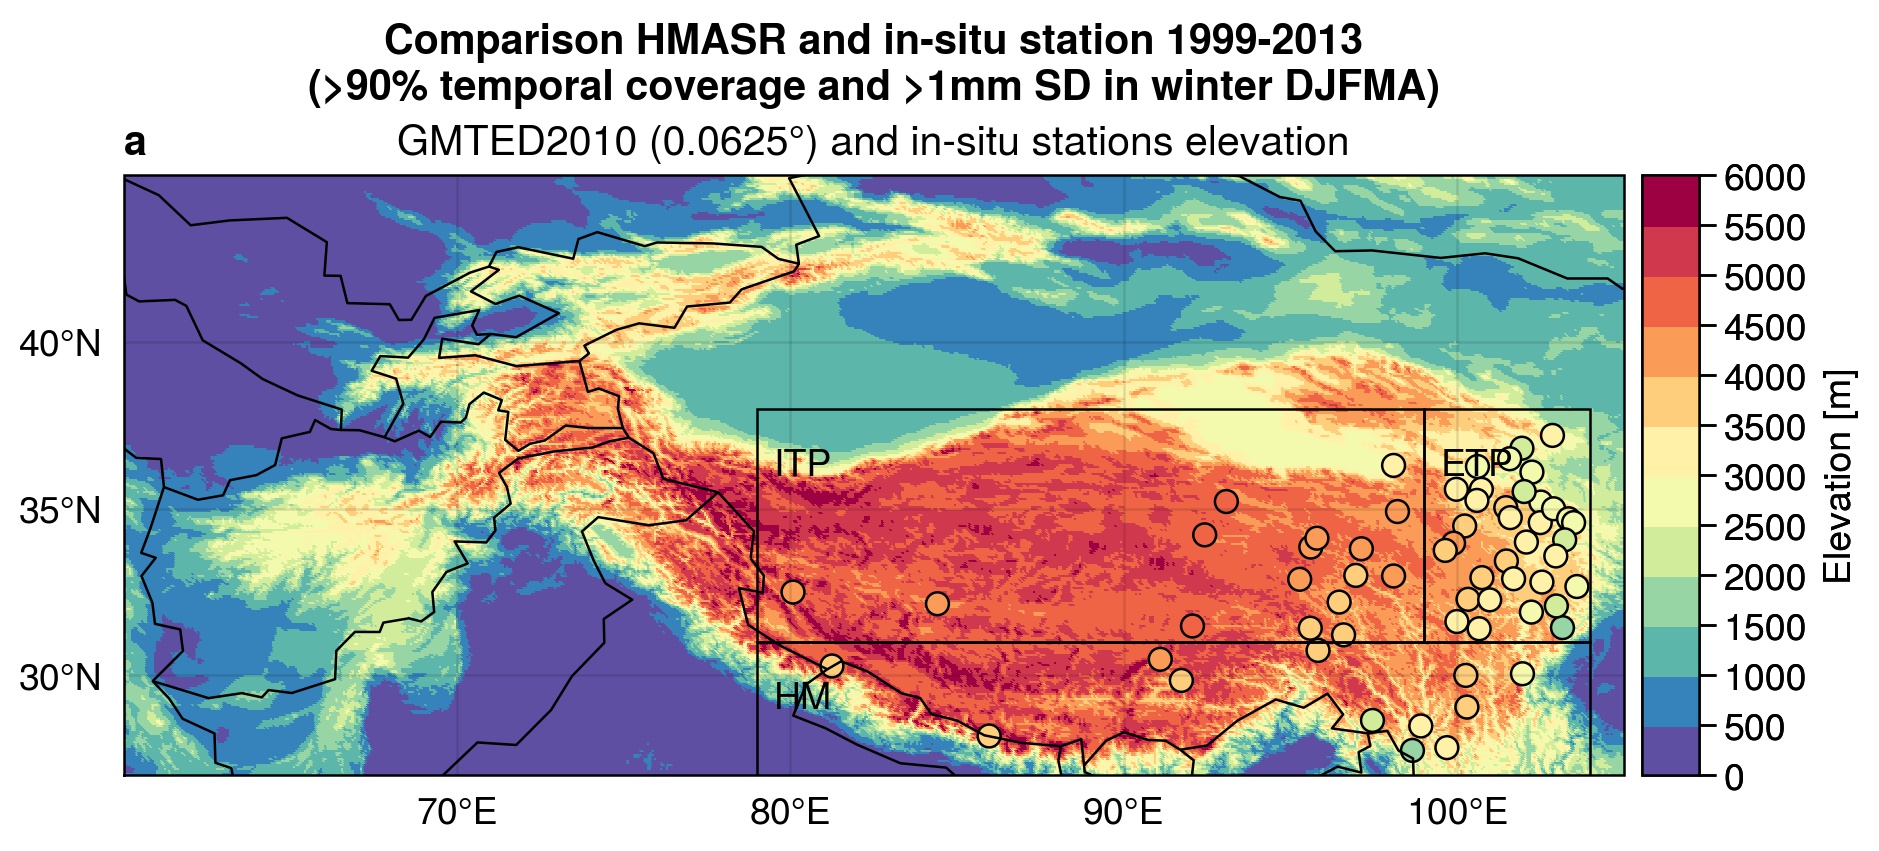 Comparison HMASR and in-situ station 1999-2013
(>90% temporal coverage and >1mm SD in winter DJFMA)
a
GMTED2010 (0.0625°) and in-situ stations elevation
40°N
35°N
30°N
70°E
80°E
90°E
100°E
ITP
ETP
HM
6000
5500
5000
4500
4000
3500
3000
2500
2000
1500
1000
500
0
Elevation [m]